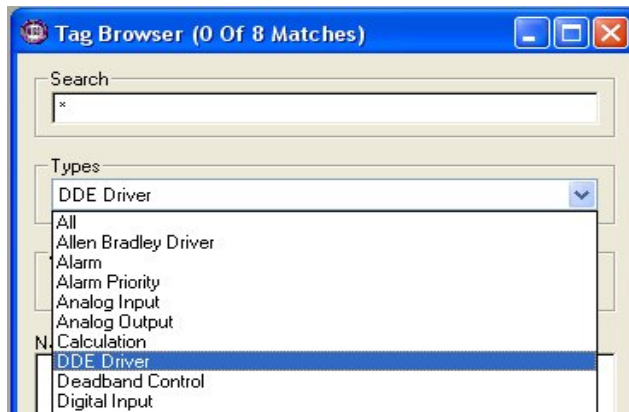 Tag Browser (0 Of 8 Matches)
Search
*
Types
DDE Driver
All
Allen Bradley Driver
Alarm
Alarm Priority
Analog Input
Analog Output
Calculation
DDE Driver
Deadband Control
Digital Input